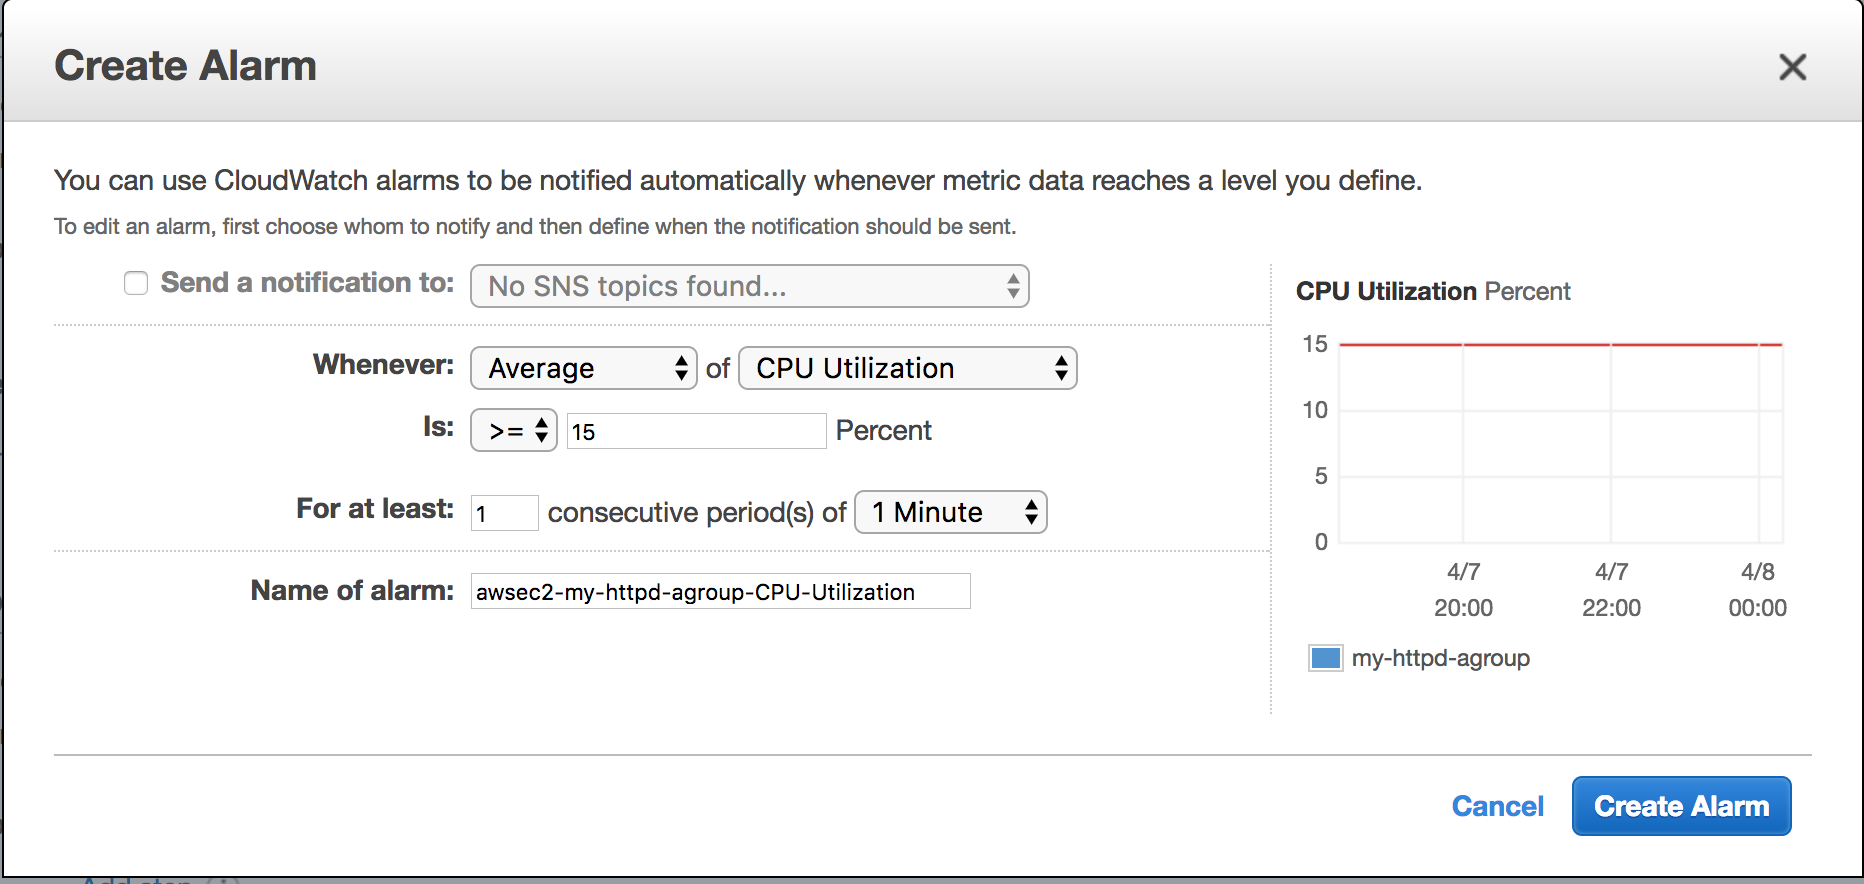 Create Alarm
You can use CloudWatch alarms to be notified automatically whenever metric data reaches a level you define.
To edit an alarm, first choose whom to notify and then define when the notification should be sent.
Send a notification to: No SNS topics found...
Whenever: Average of CPU Utilization
Is: >= 15 Percent
For at least: 1 consecutive period(s) of 1 Minute
Name of alarm: awsec2-my-httpd-agroup-CPU-Utilization
CPU Utilization Percent
15
10
5
0
4/7 4/7 4/8
20:00 22:00 00:00
my-httpd-agroup
Cancel Create Alarm
Add step